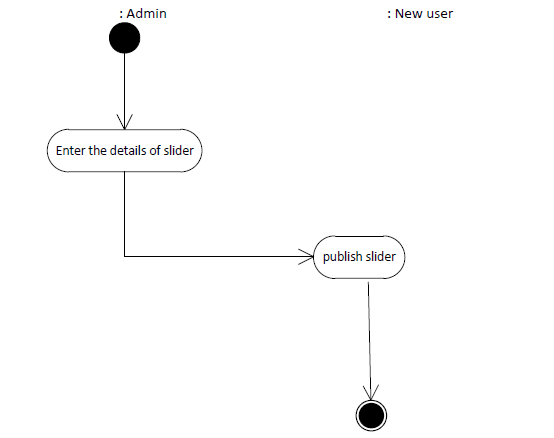 : Admin
: New user
Enter the details of slider
publish slider